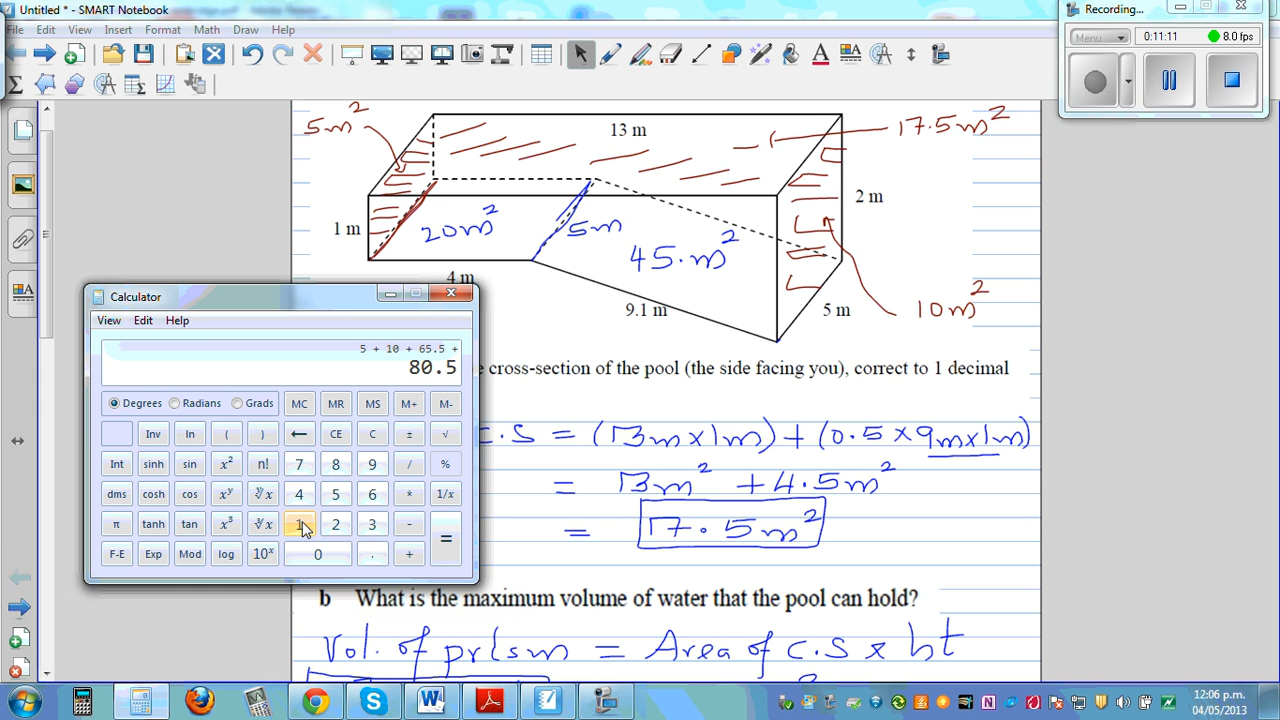 Untitled * - SMART Notebook
File Edit View Insert Format Math Draw Help
Recording...
Menu 0:11:11 8.0 fps
5m²
13 m
17.5m²
2 m
1 m
20m²
5m
45.m²
4 m
9.1 m
5 m
10m²
Calculator
View Edit Help
5 + 10 + 65.5 +
80.5
Degrees Radians Grads MC MR MS M+ M-
Inv ln ( ) ← CE C ± √
Int sinh sin x² n! 7 8 9 / %
dms cosh cos xʸ ʸ√x 4 5 6 * 1/x
π tanh tan x³ ³√x 1 2 3 - =
F-E Exp Mod log 10ˣ 0 . +
cross-section of the pool (the side facing you), correct to 1 decimal
C.S = (13m x 1m) + (0.5 x 9m x 1m)
= 13m² + 4.5m²
= 17.5m²
b What is the maximum volume of water that the pool can hold?
Vol. of prism = Area of C.S x ht
12:06 p.m.
04/05/2013